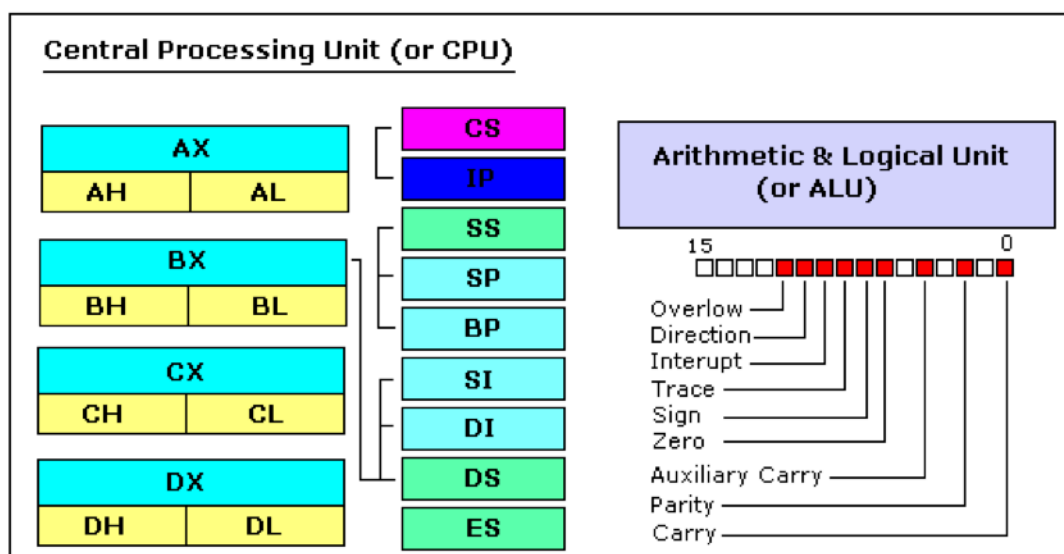 Central Processing Unit (or CPU)
AX
AH AL
BX
BH BL
CX
CH CL
DX
DH DL
CS
IP
SS
SP
BP
SI
DI
DS
ES
Arithmetic & Logical Unit
(or ALU)
15 0
Overlow
Direction
Interupt
Trace
Sign
Zero
Auxiliary Carry
Parity
Carry